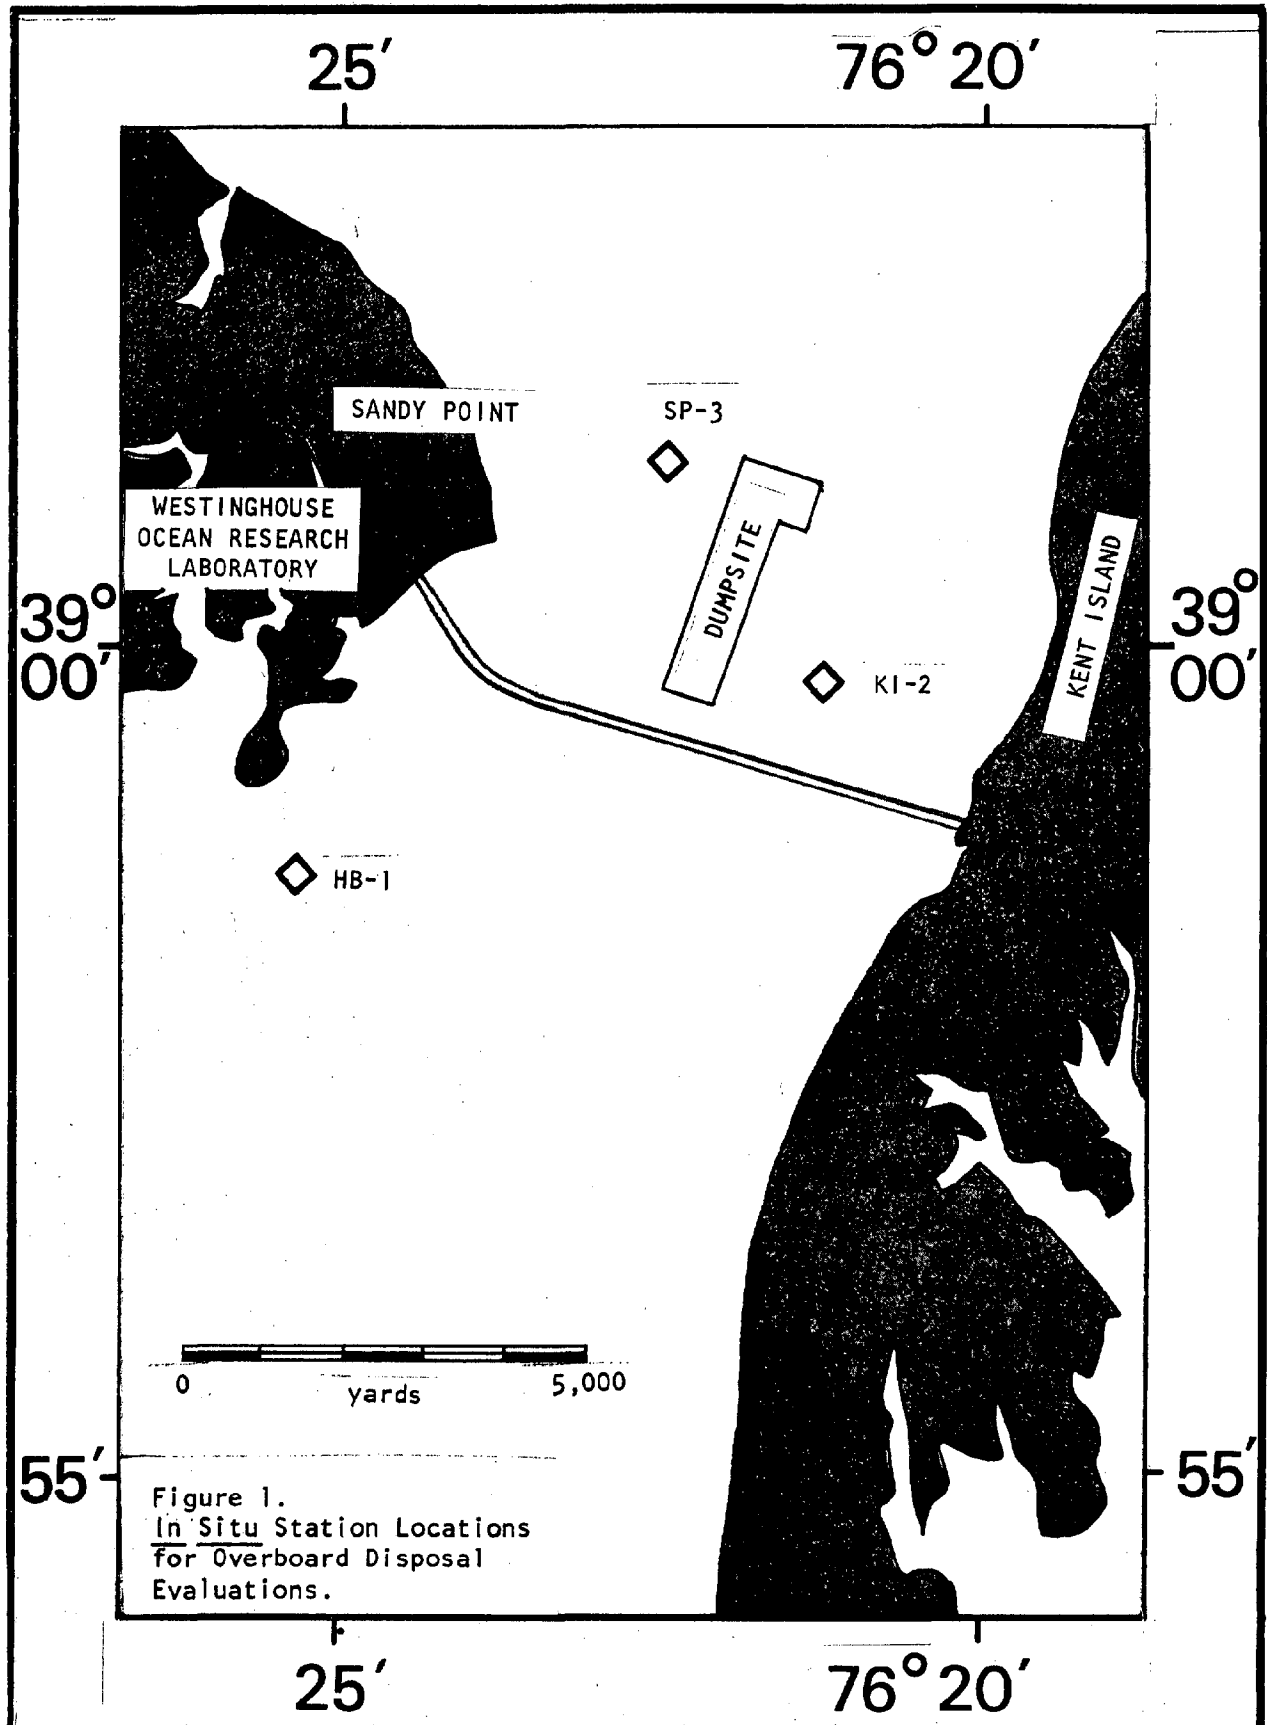 25′ 76° 20′
SANDY POINT
SP-3
WESTINGHOUSE
OCEAN RESEARCH
LABORATORY
DUMPSITE
KENT ISLAND
39°
00′
39°
00′
KI-2
HB-1
0 yards 5,000
55′
55′
Figure 1.
In Situ Station Locations
for Overboard Disposal
Evaluations.
25′ 76° 20′